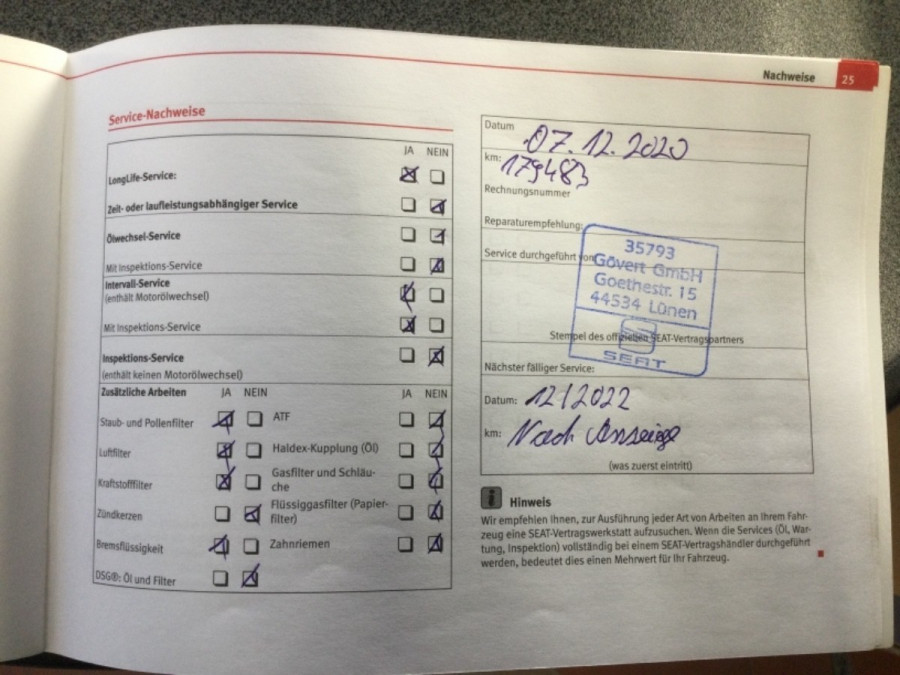 Nachweise 25
Service-Nachweise
JA NEIN
LongLife-Service:
Zeit- oder laufleistungsabhängiger Service
Ölwechsel-Service
Mit Inspektions-Service
Intervall-Service
(enthält Motorölwechsel)
Mit Inspektions-Service
Inspektions-Service
(enthält keinen Motorölwechsel)
Zusätzliche Arbeiten JA NEIN JA NEIN
Staub- und Pollenfilter ATF
Luftfilter Haldex-Kupplung (Öl)
Kraftstofffilter Gasfilter und Schläu-
che
Zündkerzen Flüssiggasfilter (Papier-
filter)
Bremsflüssigkeit Zahnriemen
DSG®: Öl und Filter
Datum 07.12.2020
km: 179483
Rechnungsnummer
Reparaturempfehlung:
Service durchgeführt von
35793
Gövert GmbH
Goethestr. 15
44534 Lünen
Stempel des offiziellen SEAT-Vertragspartners
SEAT
Nächster fälliger Service:
Datum: 12/2022
km: Nach Anzeige
(was zuerst eintritt)
i Hinweis
Wir empfehlen Ihnen, zur Ausführung jeder Art von Arbeiten an Ihrem Fahr-
zeug eine SEAT-Vertragswerkstatt aufzusuchen. Wenn die Services (Öl, War-
tung, Inspektion) vollständig bei einem SEAT-Vertragshändler durchgeführt
werden, bedeutet dies einen Mehrwert für Ihr Fahrzeug.